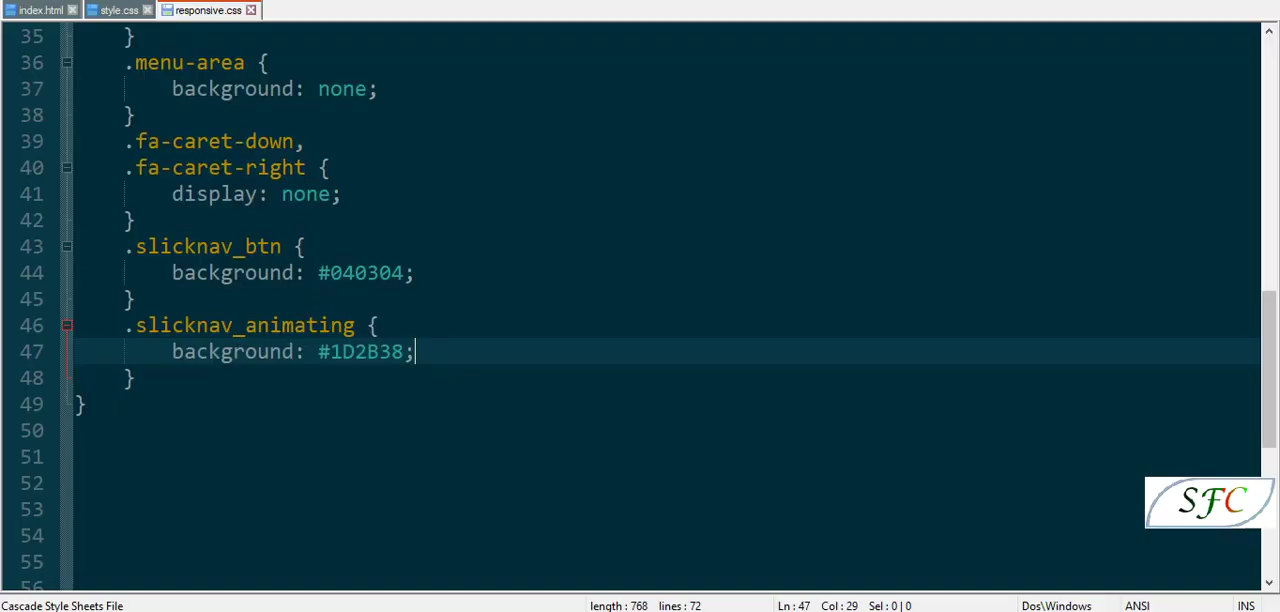 index.html style.css responsive.css
35 }
36 .menu-area {
37 background: none;
38 }
39 .fa-caret-down,
40 .fa-caret-right {
41 display: none;
42 }
43 .slicknav_btn {
44 background: #040304;
45 }
46 .slicknav_animating {
47 background: #1D2B38;
48 }
49 }
50
51
52
53
54
55
56
SFC
Cascade Style Sheets File length : 768 lines : 72 Ln : 47 Col : 29 Sel : 0 | 0 Dos\Windows ANSI INS